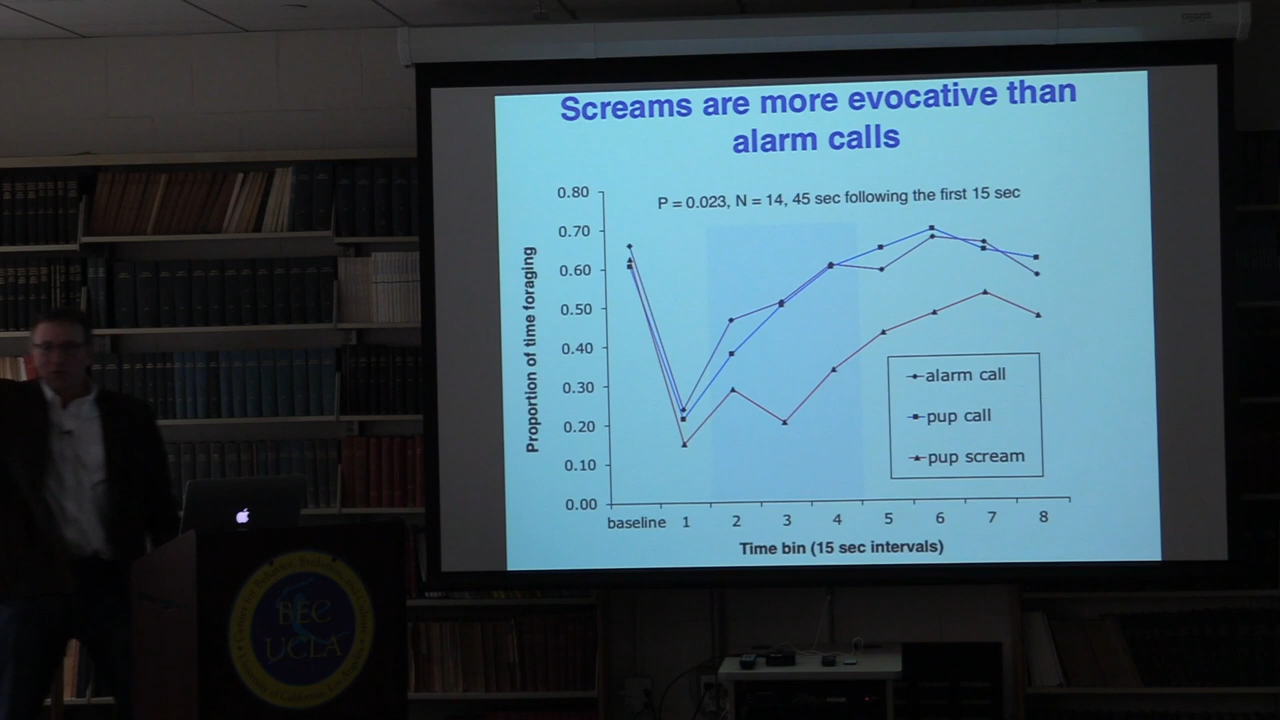 Screams are more evocative than
alarm calls
P = 0.023, N = 14, 45 sec following the first 15 sec
0.80
0.70
0.60
0.50
0.40
0.30
0.20
0.10
0.00
Proportion of time foraging
alarm call
pup call
pup scream
baseline 1 2 3 4 5 6 7 8
Time bin (15 sec intervals)
BEC
UCLA